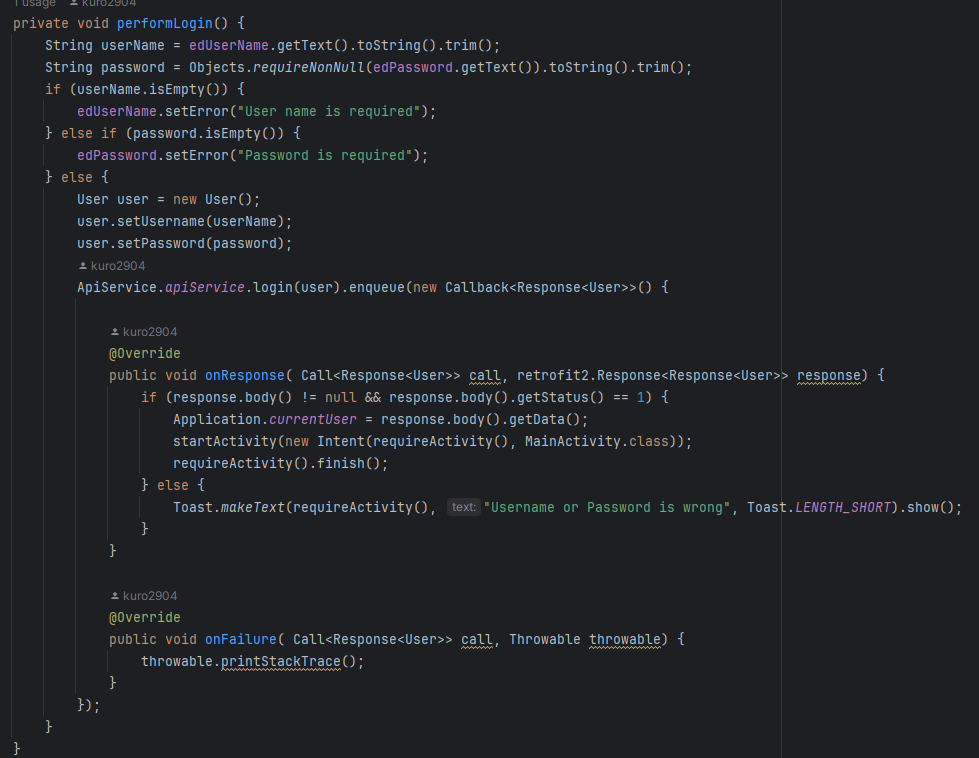 1 usage kuro2904
private void performLogin() {
    String userName = edUserName.getText().toString().trim();
    String password = Objects.requireNonNull(edPassword.getText()).toString().trim();
    if (userName.isEmpty()) {
        edUserName.setError("User name is required");
    } else if (password.isEmpty()) {
        edPassword.setError("Password is required");
    } else {
        User user = new User();
        user.setUsername(userName);
        user.setPassword(password);
        kuro2904
        ApiService.apiService.login(user).enqueue(new Callback<Response<User>>() {
            kuro2904
            @Override
            public void onResponse( Call<Response<User>> call, retrofit2.Response<Response<User>> response) {
                if (response.body() != null && response.body().getStatus() == 1) {
                    Application.currentUser = response.body().getData();
                    startActivity(new Intent(requireActivity(), MainActivity.class));
                    requireActivity().finish();
                } else {
                    Toast.makeText(requireActivity(), text: "Username or Password is wrong", Toast.LENGTH_SHORT).show();
                }
            }
            kuro2904
            @Override
            public void onFailure( Call<Response<User>> call, Throwable throwable) {
                throwable.printStackTrace();
            }
        });
    }
}